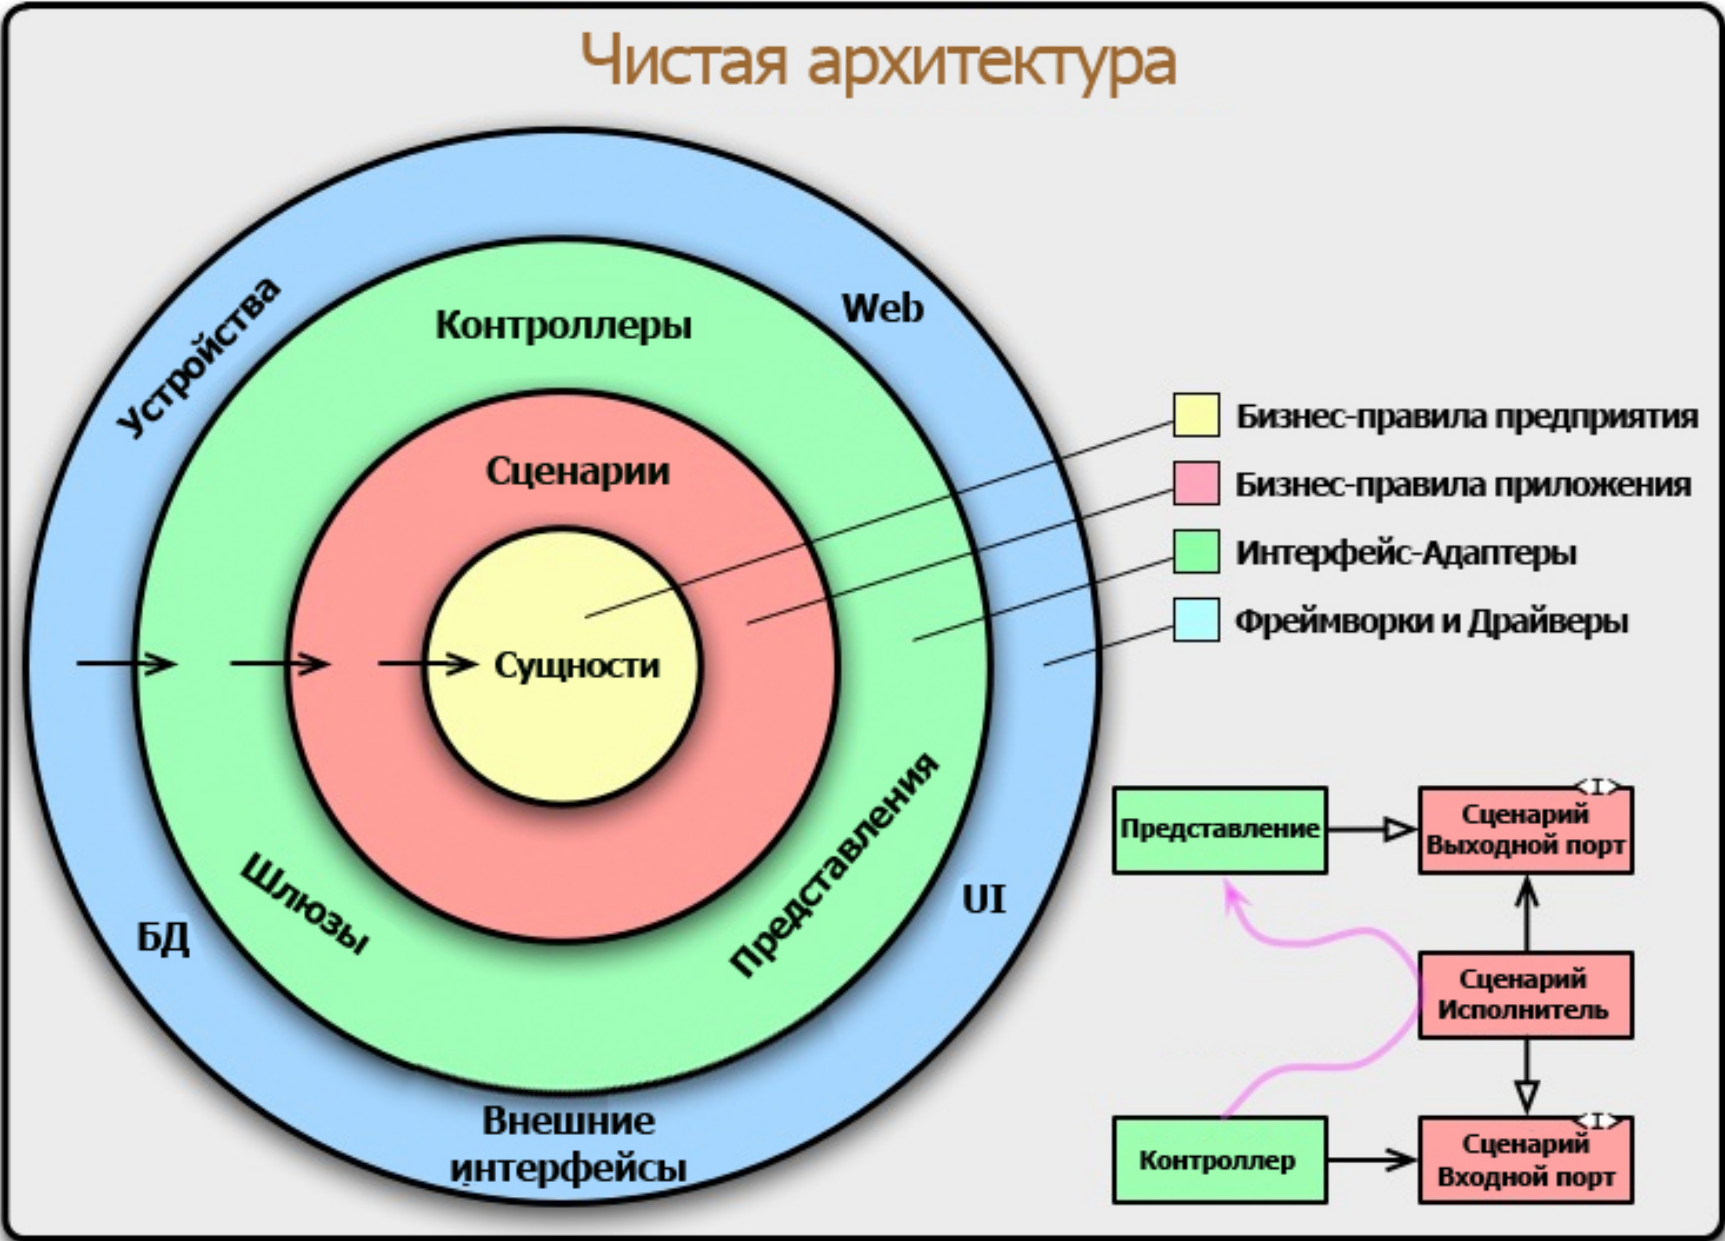 Чистая архитектура
Устройства
Web
Контроллеры
Сценарии
Сущности
Шлюзы
Представления
БД
UI
Внешние
интерфейсы
Бизнес-правила предприятия
Бизнес-правила приложения
Интерфейс-Адаптеры
Фреймворки и Драйверы
Представление
<I>
Сценарий
Выходной порт
Сценарий
Исполнитель
Контроллер
<I>
Сценарий
Входной порт